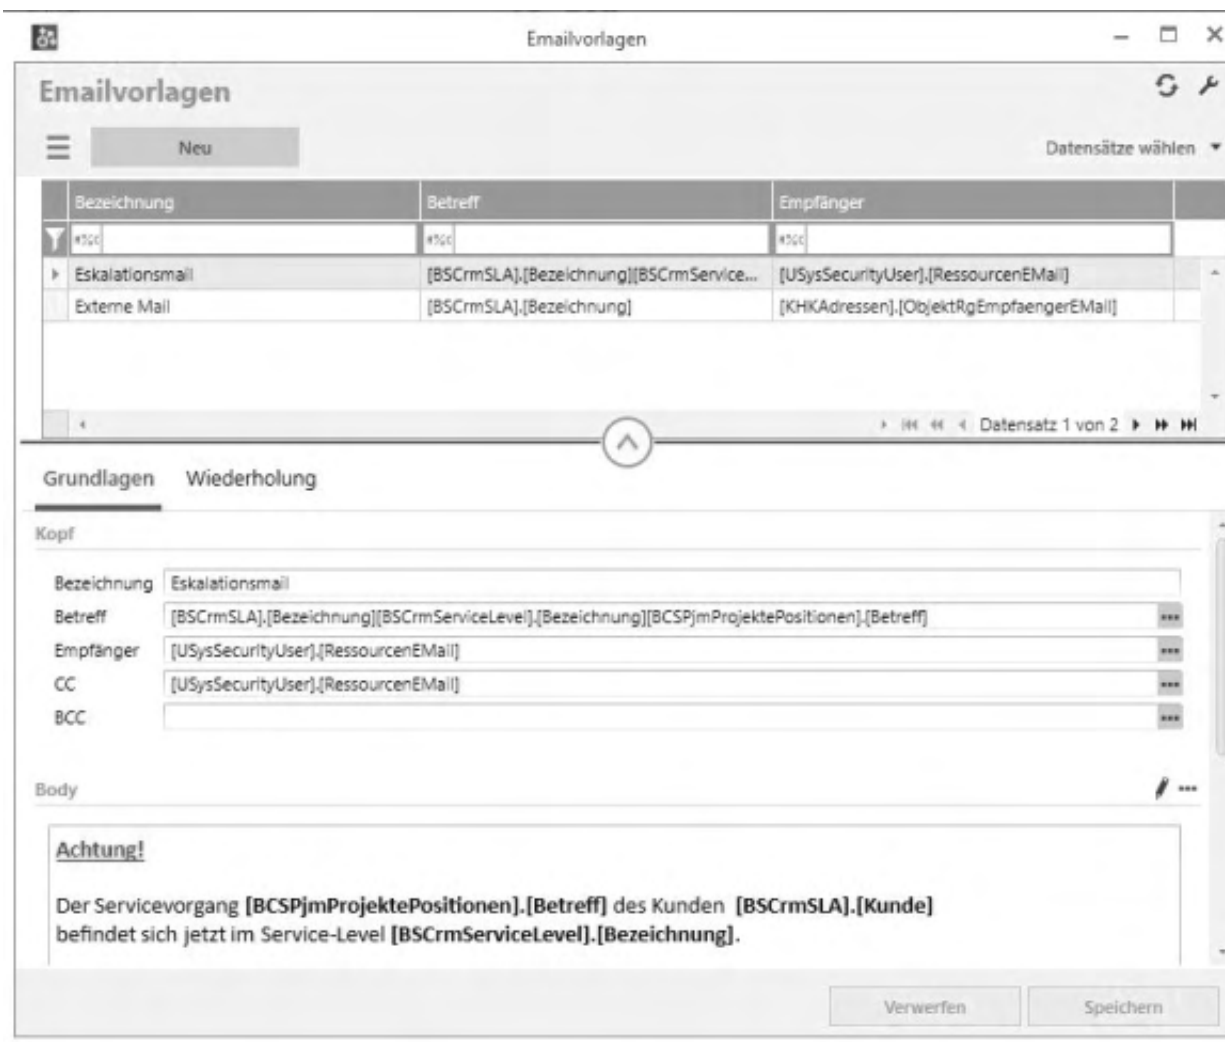 Emailvorlagen
Emailvorlagen
Neu
Datensätze wählen
Bezeichnung Betreff Empfänger
Eskalationsmail [BSCrmSLA].[Bezeichnung][BSCrmService... [USysSecurityUser].[RessourcenEMail]
Externe Mail [BSCrmSLA].[Bezeichnung] [KHKAdressen].[ObjektRgEmpfaengerEMail]
Datensatz 1 von 2
Grundlagen Wiederholung
Kopf
Bezeichnung Eskalationsmail
Betreff [BSCrmSLA].[Bezeichnung][BSCrmServiceLevel].[Bezeichnung][BCSPjmProjektePositionen].[Betreff]
Empfänger [USysSecurityUser].[RessourcenEMail]
CC [USysSecurityUser].[RessourcenEMail]
BCC
Body
Achtung!
Der Servicevorgang [BCSPjmProjektePositionen].[Betreff] des Kunden [BSCrmSLA].[Kunde]
befindet sich jetzt im Service-Level [BSCrmServiceLevel].[Bezeichnung].
Verwerfen Speichern